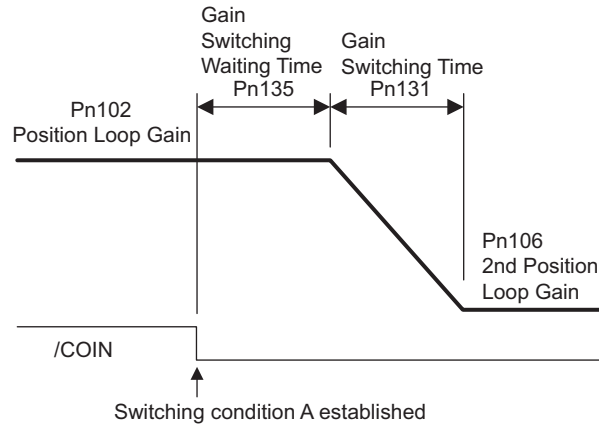 Gain
Switching
Waiting Time
Pn135
Gain
Switching Time
Pn131
Pn102
Position Loop Gain
Pn106
2nd Position
Loop Gain
/COIN
Switching condition A established